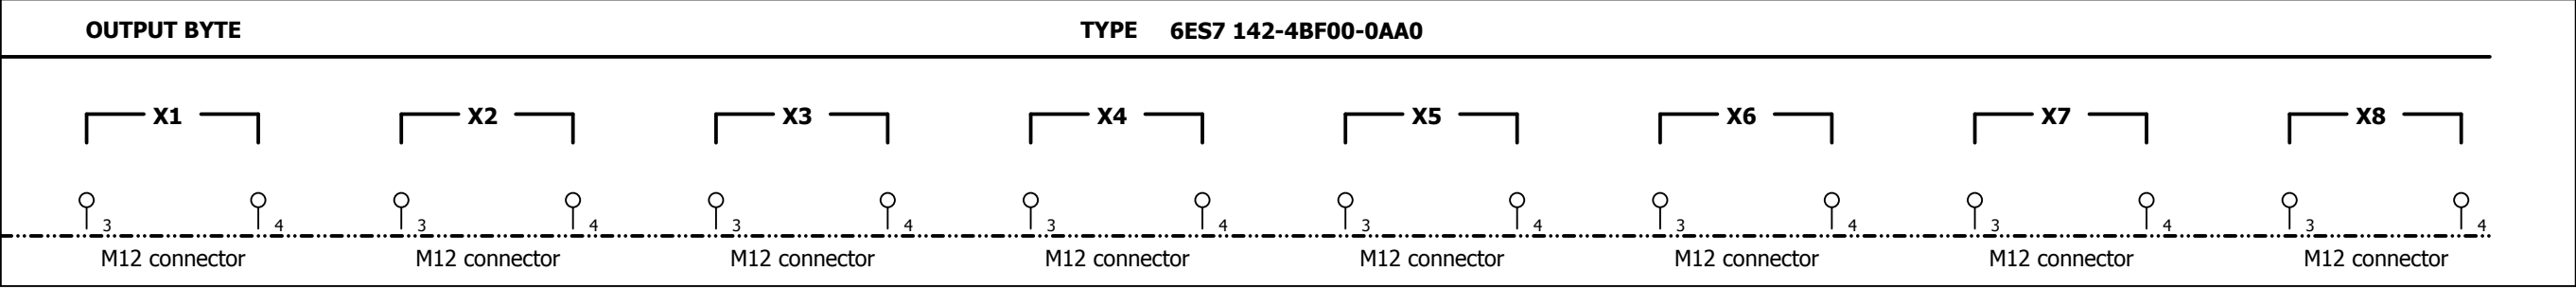 OUTPUT BYTE TYPE 6ES7 142-4BF00-0AA0
X1 X2 X3 X4 X5 X6 X7 X8
3 4 3 4 3 4 3 4 3 4 3 4 3 4 3 4
M12 connector M12 connector M12 connector M12 connector M12 connector M12 connector M12 connector M12 connector